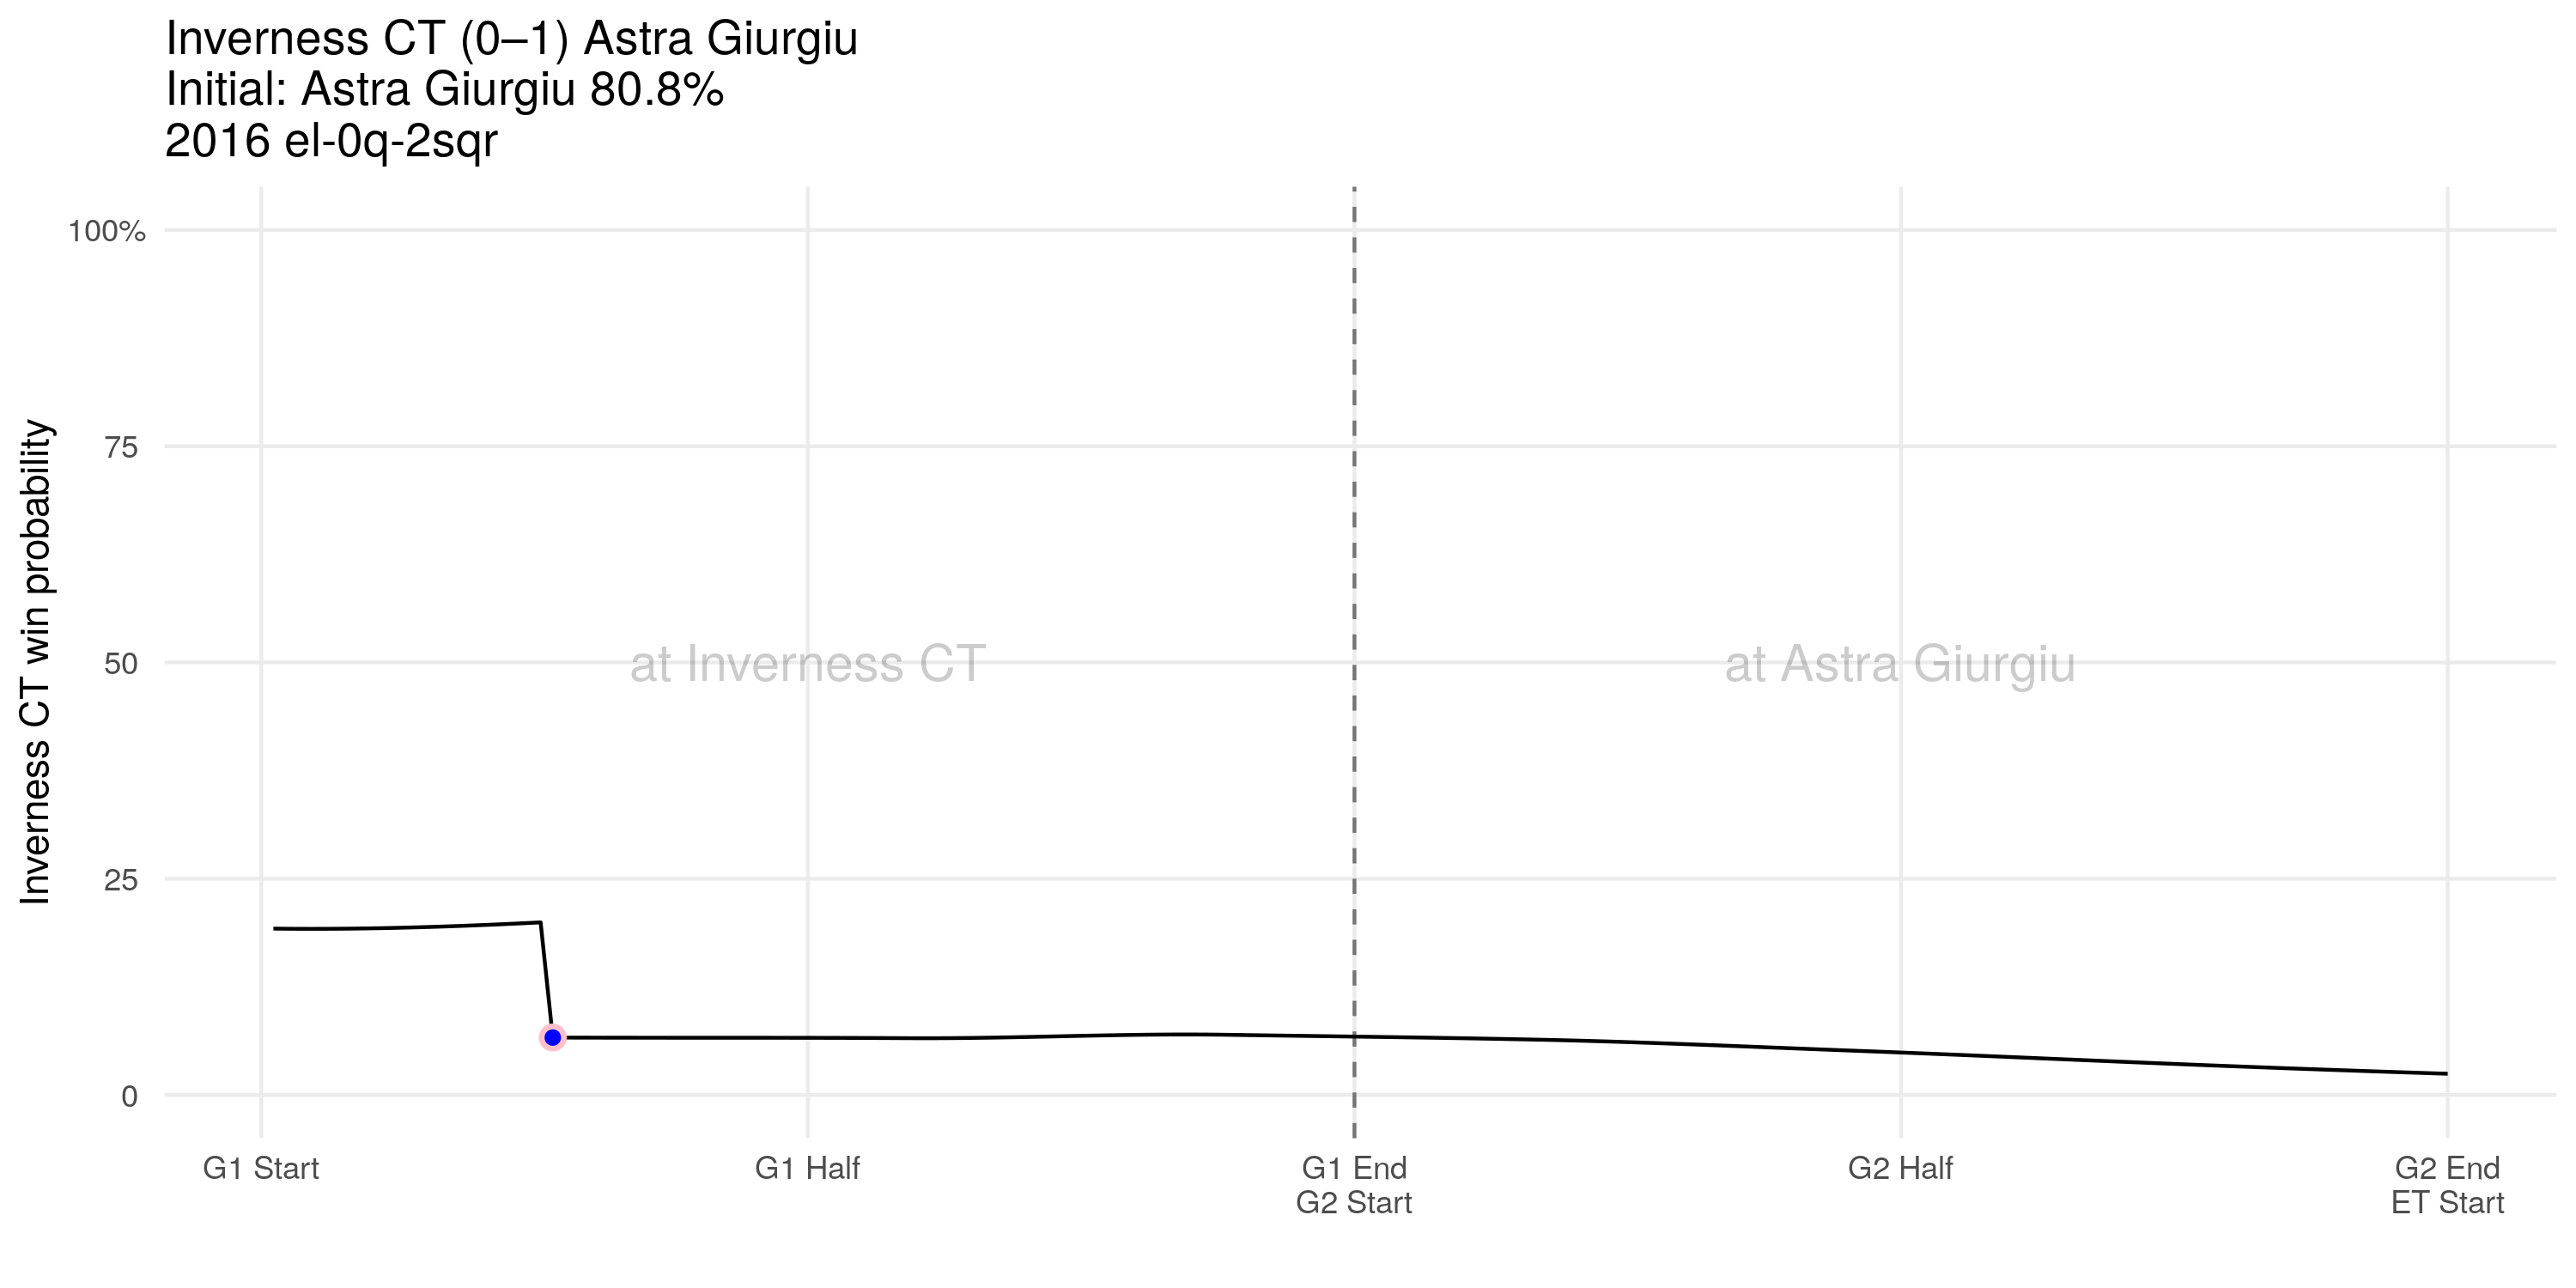 Inverness CT (0–1) Astra Giurgiu
Initial: Astra Giurgiu 80.8%
2016 el-0q-2sqr
Inverness CT win probability
100%
75
50
25
0
at Inverness CT
at Astra Giurgiu
G1 Start
G1 Half
G1 End
G2 Start
G2 Half
G2 End
ET Start